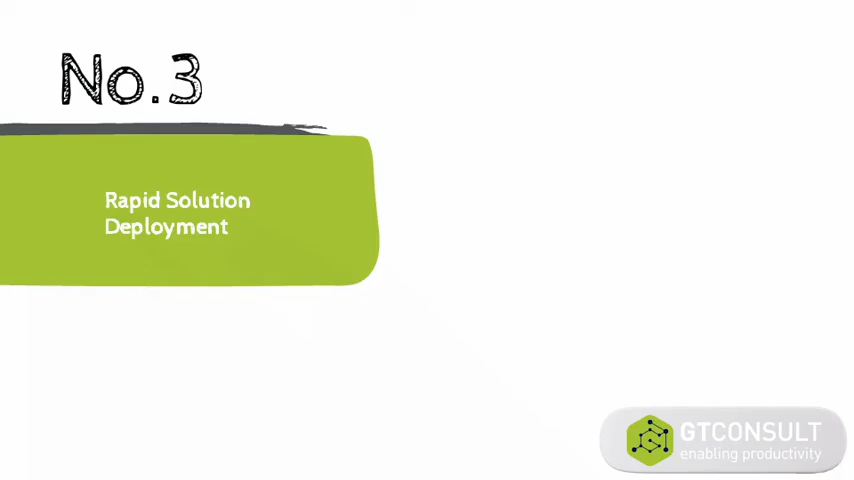 No.3
Rapid Solution
Deployment
GTCONSULT
enabling productivity